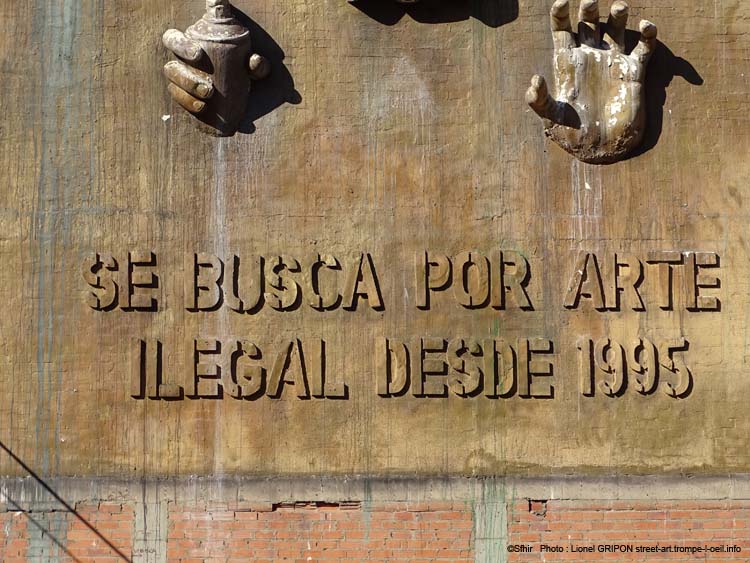 SE BUSCA POR ARTE
ILEGAL DESDE 1995
©Sfhir Photo : Lionel GRIPON street-art.trompe-l-oeil.info